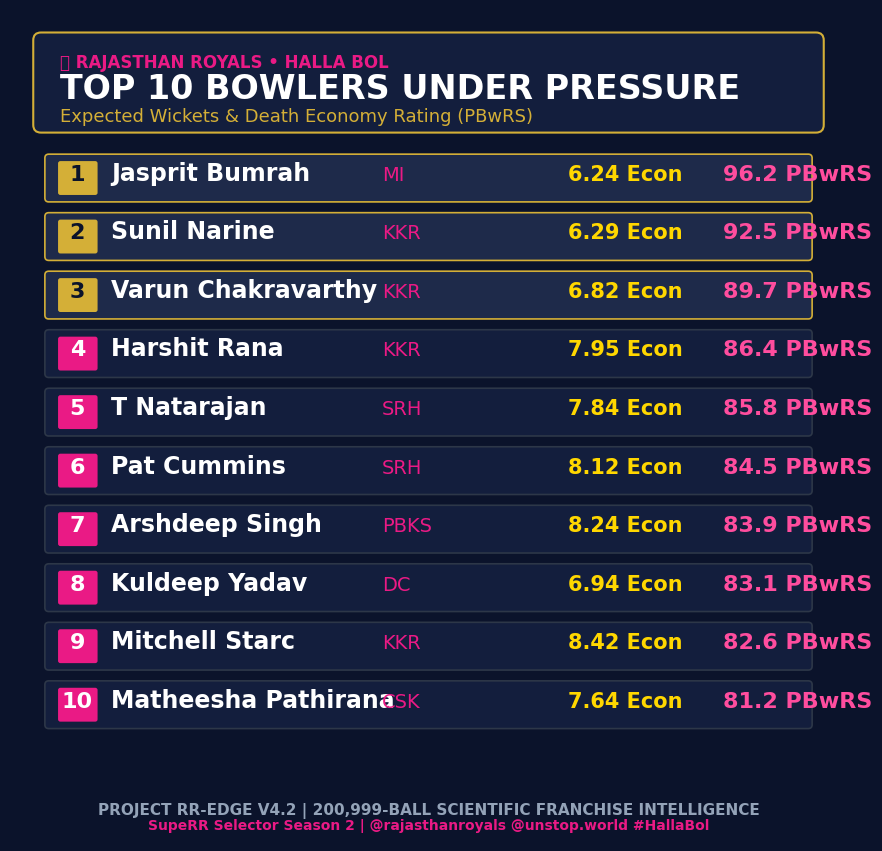 RAJASTHAN ROYALS • HALLA BOL
TOP 10 BOWLERS UNDER PRESSURE
Expected Wickets & Death Economy Rating (PBwRS)
1 Jasprit Bumrah MI 6.24 Econ 96.2 PBwRS
2 Sunil Narine KKR 6.29 Econ 92.5 PBwRS
3 Varun Chakravarthy KKR 6.82 Econ 89.7 PBwRS
4 Harshit Rana KKR 7.95 Econ 86.4 PBwRS
5 T Natarajan SRH 7.84 Econ 85.8 PBwRS
6 Pat Cummins SRH 8.12 Econ 84.5 PBwRS
7 Arshdeep Singh PBKS 8.24 Econ 83.9 PBwRS
8 Kuldeep Yadav DC 6.94 Econ 83.1 PBwRS
9 Mitchell Starc KKR 8.42 Econ 82.6 PBwRS
10 Matheesha Pathirana CSK 7.64 Econ 81.2 PBwRS
PROJECT RR-EDGE V4.2 | 200,999-BALL SCIENTIFIC FRANCHISE INTELLIGENCE
SupeRR Selector Season 2 | @rajasthanroyals @unstop.world #HallaBol